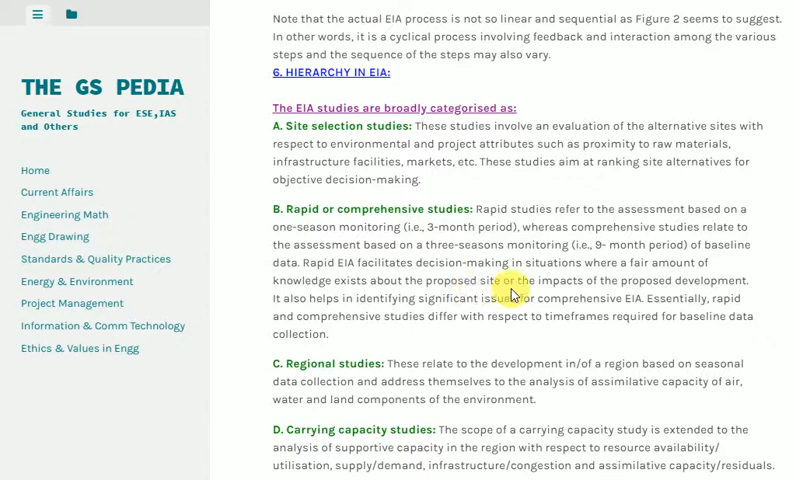 THE GS PEDIA
General Studies for ESE,IAS
and Others
Home
Current Affairs
Engineering Math
Engg Drawing
Standards & Quality Practices
Energy & Environment
Project Management
Information & Comm Technology
Ethics & Values in Engg
Note that the actual EIA process is not so linear and sequential as Figure 2 seems to suggest.
In other words, it is a cyclical process involving feedback and interaction among the various
steps and the sequence of the steps may also vary.
6. HIERARCHY IN EIA:
The EIA studies are broadly categorised as:
A. Site selection studies: These studies involve an evaluation of the alternative sites with
respect to environmental and project attributes such as proximity to raw materials,
infrastructure facilities, markets, etc. These studies aim at ranking site alternatives for
objective decision-making.
B. Rapid or comprehensive studies: Rapid studies refer to the assessment based on a
one-season monitoring (i.e., 3-month period), whereas comprehensive studies relate to
the assessment based on a three-seasons monitoring (i.e., 9- month period) of baseline
data. Rapid EIA facilitates decision-making in situations where a fair amount of
knowledge exists about the proposed site or the impacts of the proposed development.
It also helps in identifying significant issues for comprehensive EIA. Essentially, rapid
and comprehensive studies differ with respect to timeframes required for baseline data
collection.
C. Regional studies: These relate to the development in/of a region based on seasonal
data collection and address themselves to the analysis of assimilative capacity of air,
water and land components of the environment.
D. Carrying capacity studies: The scope of a carrying capacity study is extended to the
analysis of supportive capacity in the region with respect to resource availability/
utilisation, supply/demand, infrastructure/congestion and assimilative capacity/residuals.